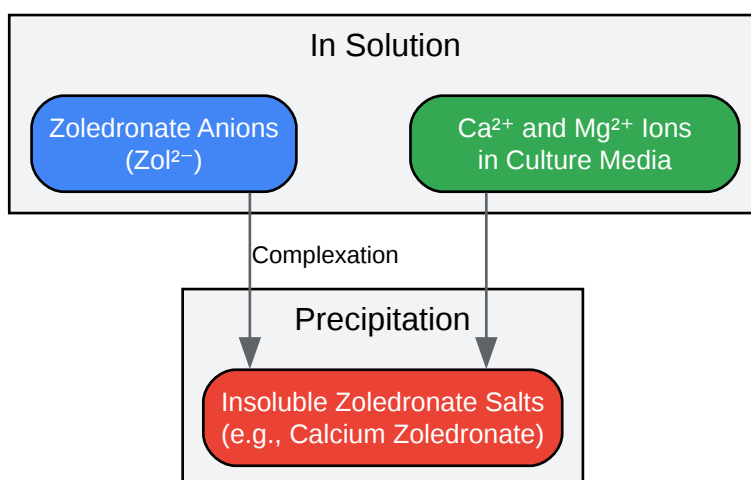 In Solution
Zoledronate Anions
(Zol²⁻)
Ca²⁺ and Mg²⁺ Ions
in Culture Media
Complexation
Precipitation
Insoluble Zoledronate Salts
(e.g., Calcium Zoledronate)